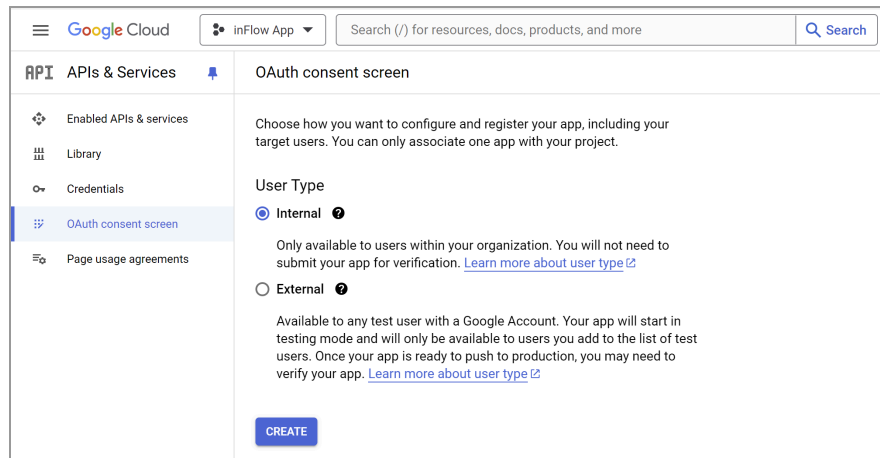 Google Cloud
inFlow App
Search (/) for resources, docs, products, and more
Search
API
APIs & Services
OAuth consent screen
Enabled APIs & services
Library
Credentials
OAuth consent screen
Page usage agreements
Choose how you want to configure and register your app, including your
target users. You can only associate one app with your project.
User Type
Internal
Only available to users within your organization. You will not need to
submit your app for verification. Learn more about user type
External
Available to any test user with a Google Account. Your app will start in
testing mode and will only be available to users you add to the list of test
users. Once your app is ready to push to production, you may need to
verify your app. Learn more about user type
CREATE